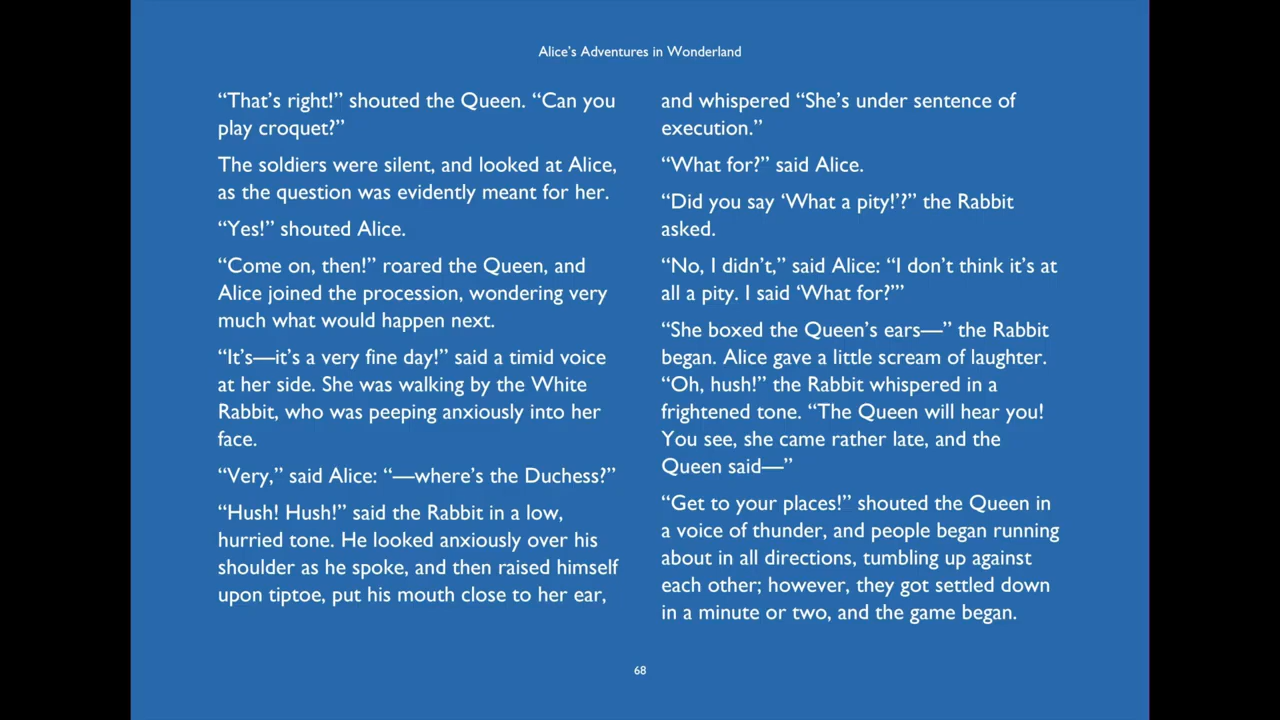 Alice’s Adventures in Wonderland
“That’s right!” shouted the Queen. “Can you
play croquet?”
The soldiers were silent, and looked at Alice,
as the question was evidently meant for her.
“Yes!” shouted Alice.
“Come on, then!” roared the Queen, and
Alice joined the procession, wondering very
much what would happen next.
“It’s—it’s a very fine day!” said a timid voice
at her side. She was walking by the White
Rabbit, who was peeping anxiously into her
face.
“Very,” said Alice: “—where’s the Duchess?”
“Hush! Hush!” said the Rabbit in a low,
hurried tone. He looked anxiously over his
shoulder as he spoke, and then raised himself
upon tiptoe, put his mouth close to her ear,
and whispered “She’s under sentence of
execution.”
“What for?” said Alice.
“Did you say ‘What a pity!’?” the Rabbit
asked.
“No, I didn’t,” said Alice: “I don’t think it’s at
all a pity. I said ‘What for?’”
“She boxed the Queen’s ears—” the Rabbit
began. Alice gave a little scream of laughter.
“Oh, hush!” the Rabbit whispered in a
frightened tone. “The Queen will hear you!
You see, she came rather late, and the
Queen said—”
“Get to your places!” shouted the Queen in
a voice of thunder, and people began running
about in all directions, tumbling up against
each other; however, they got settled down
in a minute or two, and the game began.
68